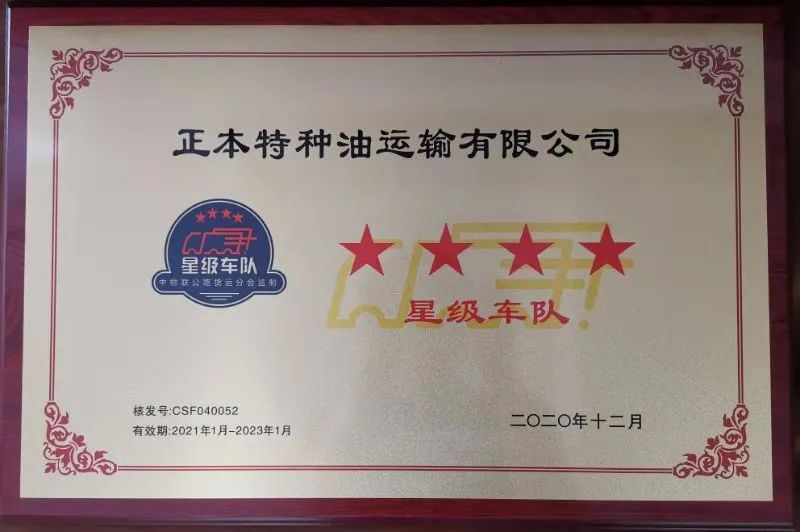 正本特种油运输有限公司
星级车队
中物联公路货运分会监制
星级车队
核发号:CSF040052
有效期:2021年1月-2023年1月
二〇二〇年十二月